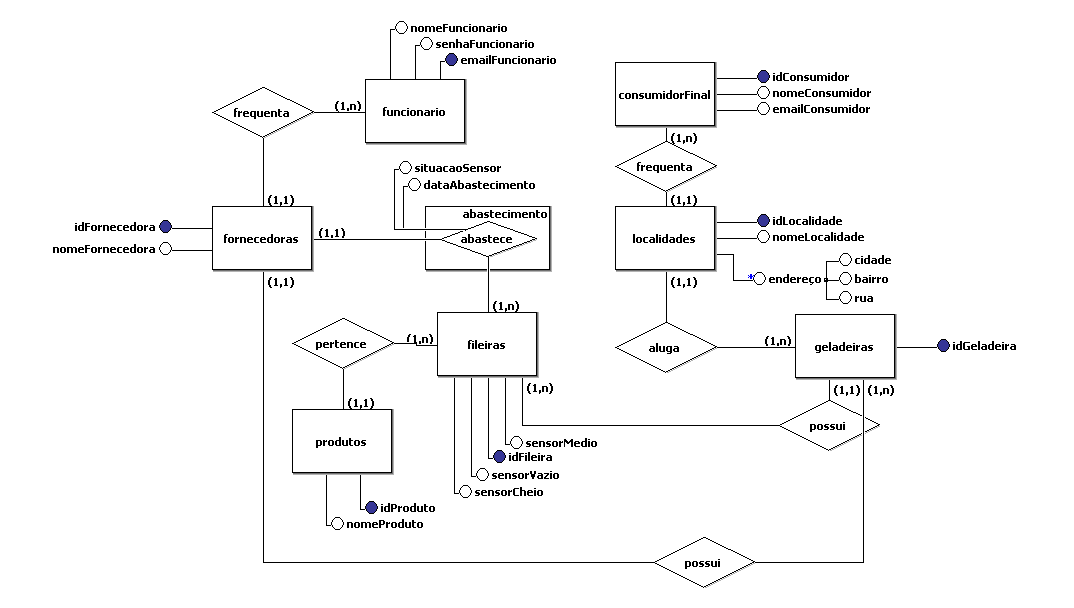 nomeFuncionario
senhaFuncionario
emailFuncionario
frequenta
(1,n)
funcionario
(1,1)
idFornecedora
nomeFornecedora
fornecedoras
(1,1)
situacaoSensor
dataAbastecimento
abastecimento
abastece
(1,1)
(1,n)
pertence
(1,n)
fileiras
(1,n)
(1,1)
produtos
sensorMedio
idFileira
sensorVazio
sensorCheio
idProduto
nomeProduto
consumidorFinal
idConsumidor
nomeConsumidor
emailConsumidor
(1,n)
frequenta
(1,1)
localidades
idLocalidade
nomeLocalidade
* endereço
cidade
bairro
rua
(1,1)
aluga
(1,n)
geladeiras
idGeladeira
(1,1)
(1,n)
possui
possui